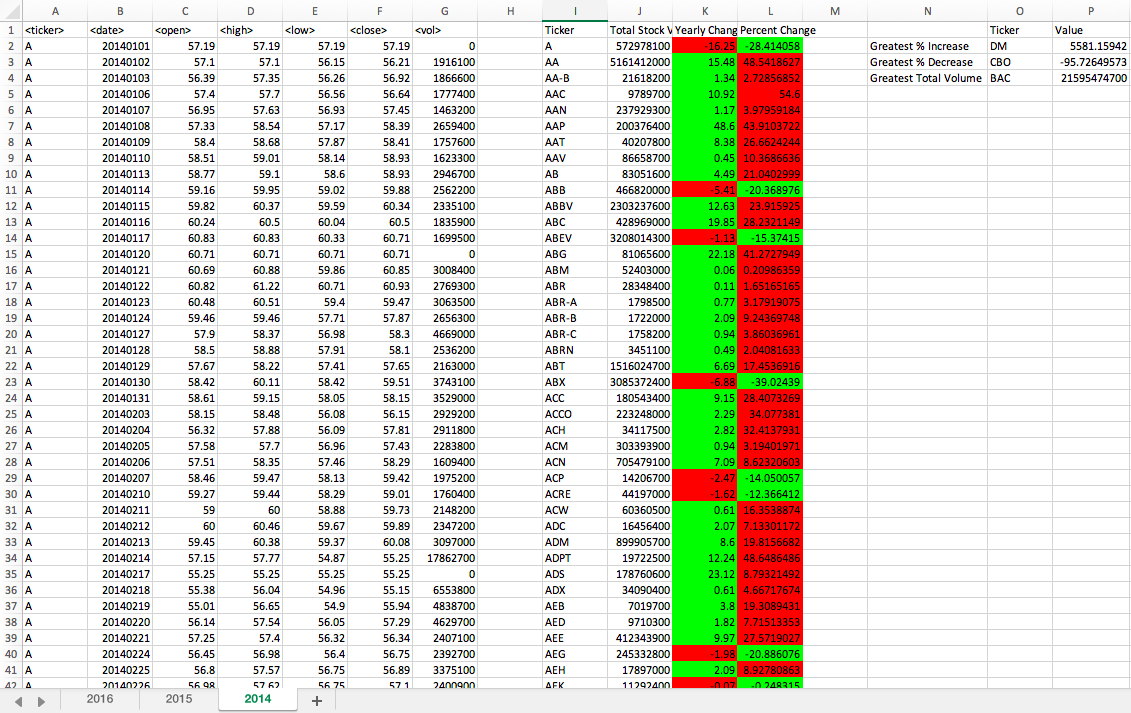 A B C D E F G H I J K L M N O P
1 <ticker> <date> <open> <high> <low> <close> <vol> Ticker Total Stock V Yearly Chang Percent Change Ticker Value
2 A 20140101 57.19 57.19 57.19 57.19 0 A 572978100 -16.25 -28.414058 Greatest % Increase DM 5581.15942
3 A 20140102 57.1 57.1 56.15 56.21 1916100 AA 5161412000 15.48 48.5418627 Greatest % Decrease CBO -95.72649573
4 A 20140103 56.39 57.35 56.26 56.92 1866600 AA-B 21618200 1.34 2.72856852 Greatest Total Volume BAC 21595474700
5 A 20140106 57.4 57.7 56.56 56.64 1777400 AAC 9789700 10.92 54.6
6 A 20140107 56.95 57.63 56.93 57.45 1463200 AAN 237929300 1.17 3.97959184
7 A 20140108 57.33 58.54 57.17 58.39 2659400 AAP 200376400 48.6 43.9103722
8 A 20140109 58.4 58.68 57.87 58.41 1757600 AAT 40207800 8.38 26.6624244
9 A 20140110 58.51 59.01 58.14 58.93 1623300 AAV 86658700 0.45 10.3686636
10 A 20140113 58.77 59.1 58.6 58.93 2946700 AB 83051600 4.49 21.0402999
11 A 20140114 59.16 59.95 59.02 59.88 2562200 ABB 466820000 -5.41 -20.368976
12 A 20140115 59.82 60.37 59.59 60.34 2335100 ABBV 2303237600 12.63 23.915925
13 A 20140116 60.24 60.5 60.04 60.5 1835900 ABC 428969000 19.85 28.2321149
14 A 20140117 60.83 60.83 60.33 60.71 1699500 ABEV 3208014300 -1.13 -15.37415
15 A 20140120 60.71 60.71 60.71 60.71 0 ABG 81065600 22.18 41.2727949
16 A 20140121 60.69 60.88 59.86 60.85 3008400 ABM 52403000 0.06 0.20986359
17 A 20140122 60.82 61.22 60.71 60.93 2769300 ABR 28348400 0.11 1.65165165
18 A 20140123 60.48 60.51 59.4 59.47 3063500 ABR-A 1798500 0.77 3.17919075
19 A 20140124 59.46 59.46 57.71 57.87 2656300 ABR-B 1722000 2.09 9.24369748
20 A 20140127 57.9 58.37 56.98 58.3 4669000 ABR-C 1758200 0.94 3.86036961
21 A 20140128 58.5 58.88 57.91 58.1 2536200 ABRN 3451100 0.49 2.04081633
22 A 20140129 57.67 58.22 57.41 57.65 2163000 ABT 1516024700 6.69 17.4536916
23 A 20140130 58.42 60.11 58.42 59.51 3743100 ABX 3085372400 -6.88 -39.02439
24 A 20140131 58.61 59.15 58.05 58.15 3529000 ACC 180543400 9.15 28.4073269
25 A 20140203 58.15 58.48 56.08 56.15 2929200 ACCO 223248000 2.29 34.077381
26 A 20140204 56.32 57.88 56.09 57.81 2911800 ACH 34117500 2.82 32.4137931
27 A 20140205 57.58 57.7 56.96 57.43 2283800 ACM 303393900 0.94 3.19401971
28 A 20140206 57.51 58.35 57.46 58.29 1609400 ACN 705479100 7.09 8.62320603
29 A 20140207 58.46 59.47 58.13 59.42 1975200 ACP 14206700 -2.47 -14.050057
30 A 20140210 59.27 59.44 58.29 59.01 1760400 ACRE 44197000 -1.62 -12.366412
31 A 20140211 59 60 58.88 59.73 2148200 ACW 60360500 0.61 16.3538874
32 A 20140212 60 60.46 59.67 59.89 2347200 ADC 16456400 2.07 7.13301172
33 A 20140213 59.45 60.38 59.37 60.08 3097000 ADM 899905700 8.6 19.8156682
34 A 20140214 57.15 57.77 54.87 55.25 17862700 ADPT 19722500 12.24 48.6486486
35 A 20140217 55.25 55.25 55.25 55.25 0 ADS 178760600 23.12 8.79321492
36 A 20140218 55.38 56.04 54.96 55.15 6553800 ADX 34090400 0.61 4.66717674
37 A 20140219 55.01 56.65 54.9 55.94 4838700 AEB 7019700 3.8 19.3089431
38 A 20140220 56.14 57.54 56.05 57.29 4629700 AED 9710300 1.82 7.71513353
39 A 20140221 57.25 57.4 56.32 56.34 2407100 AEE 412343900 9.97 27.5719027
40 A 20140224 56.45 56.98 56.4 56.75 2392700 AEG 245332800 -1.98 -20.886076
41 A 20140225 56.8 57.57 56.75 56.89 3375100 AEH 17897000 2.09 8.92780863
42 A 20140226 56.98 57.62 56.75 57.1 2400900 AEK 11292400 -0.07 -0.248315
2016 2015 2014 +